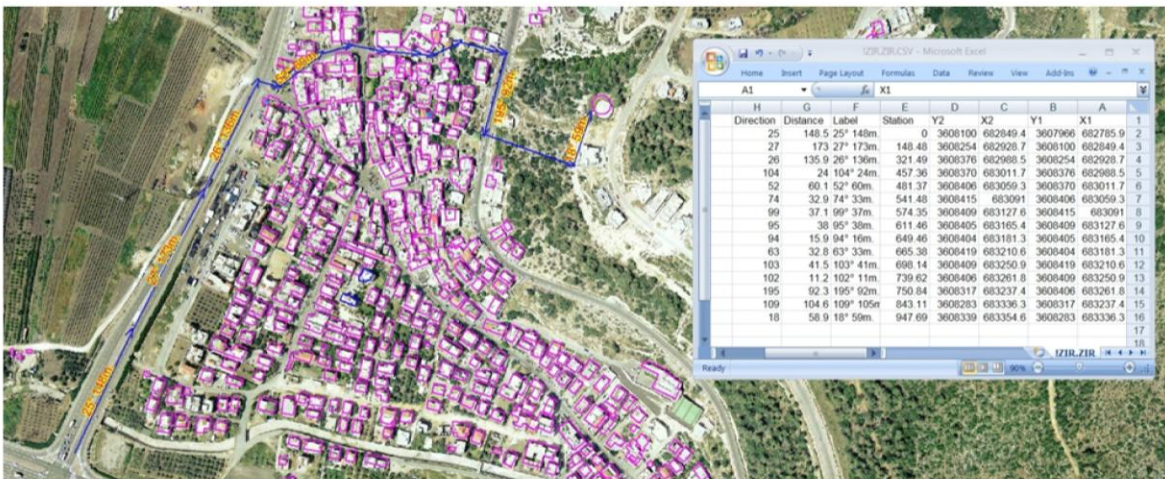 !ZIR.ZIR.CSV - Microsoft Excel
Home Insert Page Layout Formulas Data Review View Add-Ins
A1 fx X1
H G F E D C B A
Direction Distance Label Station Y2 X2 Y1 X1 1
25 148.5 25° 148m. 0 3608100 682849.4 3607966 682785.9 2
27 173 27° 173m. 148.48 3608254 682928.7 3608100 682849.4 3
26 135.9 26° 136m. 321.49 3608376 682988.5 3608254 682928.7 4
104 24 104° 24m. 457.36 3608370 683011.7 3608376 682988.5 5
52 60.1 52° 60m. 481.37 3608406 683059.3 3608370 683011.7 6
74 32.9 74° 33m. 541.48 3608415 683091 3608406 683059.3 7
99 37.1 99° 37m. 574.35 3608409 683127.6 3608415 683091 8
95 38 95° 38m. 611.46 3608405 683165.4 3608409 683127.6 9
94 15.9 94° 16m. 649.46 3608404 683181.3 3608405 683165.4 10
63 32.8 63° 33m. 665.38 3608419 683210.6 3608404 683181.3 11
103 41.5 103° 41m. 698.14 3608409 683250.9 3608419 683210.6 12
102 11.2 102° 11m. 739.62 3608406 683261.8 3608409 683250.9 13
195 92.3 195° 92m. 750.84 3608317 683237.4 3608406 683261.8 14
109 104.6 109° 105m 843.11 3608283 683336.3 3608317 683237.4 15
18 58.9 18° 59m. 947.69 3608339 683354.6 3608283 683336.3 16
17
18
!ZIR.ZIR
Ready 90%
195° 92m.
18° 59m.
26° 136m.
27° 173m.
25° 148m.